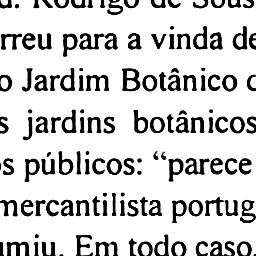 d. Rodrigo de Sous
rreu para a vinda de
o Jardim Botânico
s jardins botânicos
s públicos: “parece
mercantilista portug
umiu. Em todo caso,